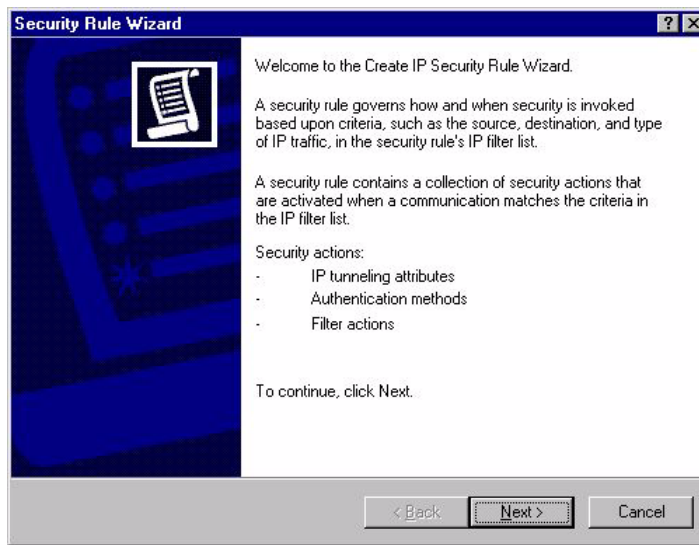 Security Rule Wizard
Welcome to the Create IP Security Rule Wizard.
A security rule governs how and when security is invoked
based upon criteria, such as the source, destination, and type
of IP traffic, in the security rule's IP filter list.
A security rule contains a collection of security actions that
are activated when a communication matches the criteria in
the IP filter list.
Security actions:
- IP tunneling attributes
- Authentication methods
- Filter actions
To continue, click Next.
< Back Next > Cancel